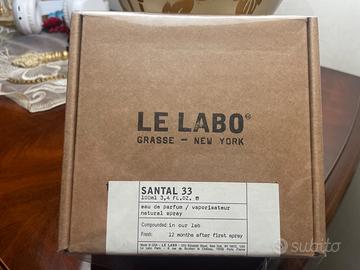 LE LABO®
GRASSE – NEW YORK
SANTAL 33
100ml 3,4 FL.OZ. e
eau de parfum / vaporisateur
natural spray
Compounded in our lab
Fresh: 12 months after first spray
subito